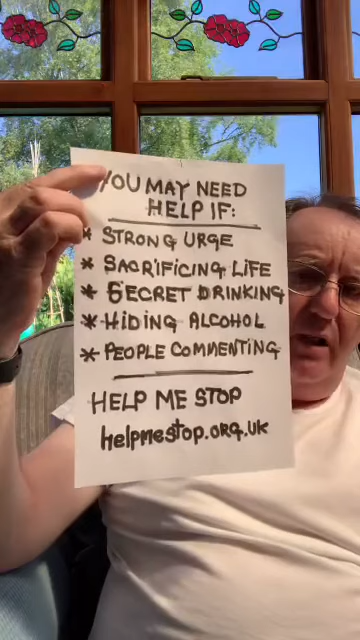 YOU MAY NEED
HELP IF:
* STRONG URGE
* SACRIFICING LIFE
* SECRET DRINKING
* HIDING ALCOHOL
* PEOPLE COMMENTING
HELP ME STOP
helpmestop.org.uk